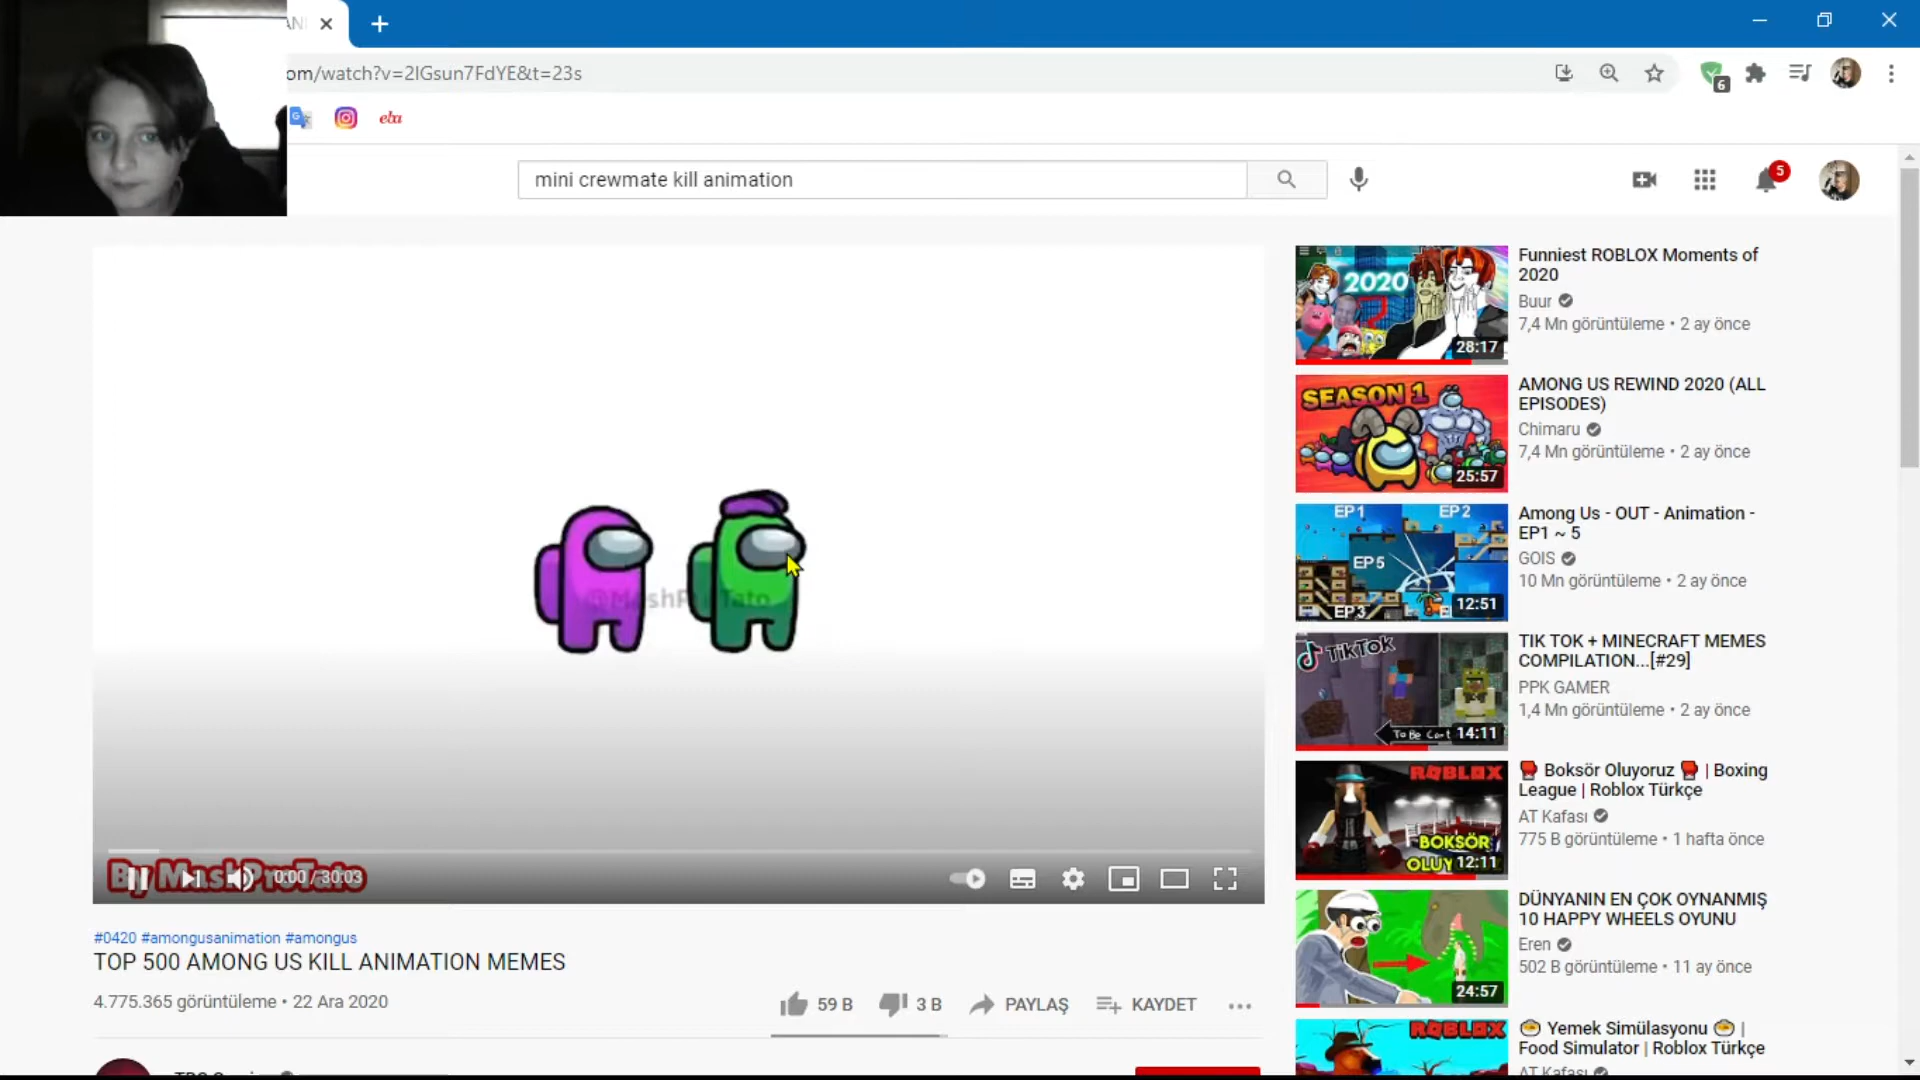 om/watch?v=2IGsun7FdYE&t=23s
6
eba
mini crewmate kill animation
5
By MashProTato
0:00 / 30:03
#0420 #amongusanimation #amongus
TOP 500 AMONG US KILL ANIMATION MEMES
4.775.365 görüntüleme • 22 Ara 2020
59 B
3 B
PAYLAŞ
KAYDET
2020
28:17
Funniest ROBLOX Moments of
2020
Buur
7,4 Mn görüntüleme • 2 ay önce
SEASON 1
25:57
AMONG US REWIND 2020 (ALL
EPISODES)
Chimaru
7,4 Mn görüntüleme • 2 ay önce
EP1
EP2
EP5
EP3
12:51
Among Us - OUT - Animation -
EP1 ~ 5
GOIS
10 Mn görüntüleme • 2 ay önce
TikTok
14:11
TIK TOK + MINECRAFT MEMES
COMPILATION...[#29]
PPK GAMER
1,4 Mn görüntüleme • 2 ay önce
ROBLOX
BOKSÖR
12:11
🥊 Boksör Oluyoruz 🥊 | Boxing
League | Roblox Türkçe
AT Kafası
775 B görüntüleme • 1 hafta önce
24:57
DÜNYANIN EN ÇOK OYNANMIŞ
10 HAPPY WHEELS OYUNU
Eren
502 B görüntüleme • 11 ay önce
ROBLOX
🍲 Yemek Simülasyonu 🍲 |
Food Simulator | Roblox Türkçe
AT Kafası